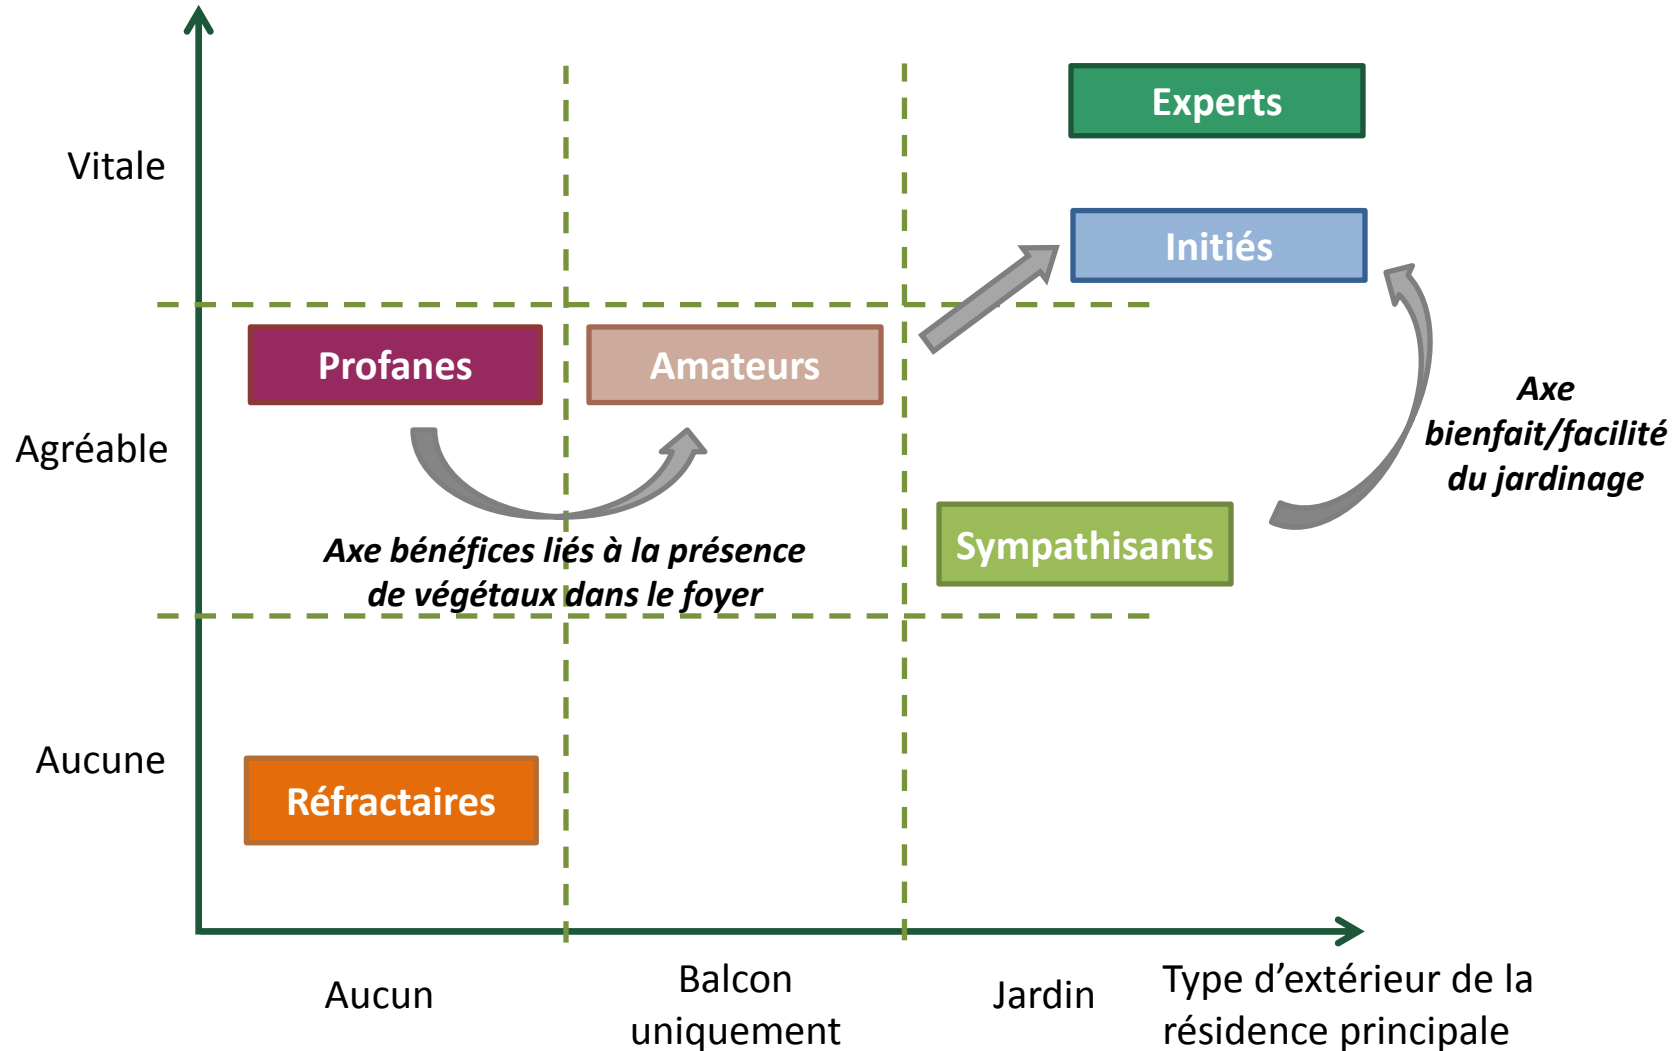 Experts
Vitale
Initiés
Profanes
Amateurs
Axe
bienfait/facilité
du jardinage
Agréable
Sympathisants
Axe bénéfices liés à la présence
de végétaux dans le foyer
Aucune
Réfractaires
Aucun
Balcon
uniquement
Jardin
Type d’extérieur de la
résidence principale